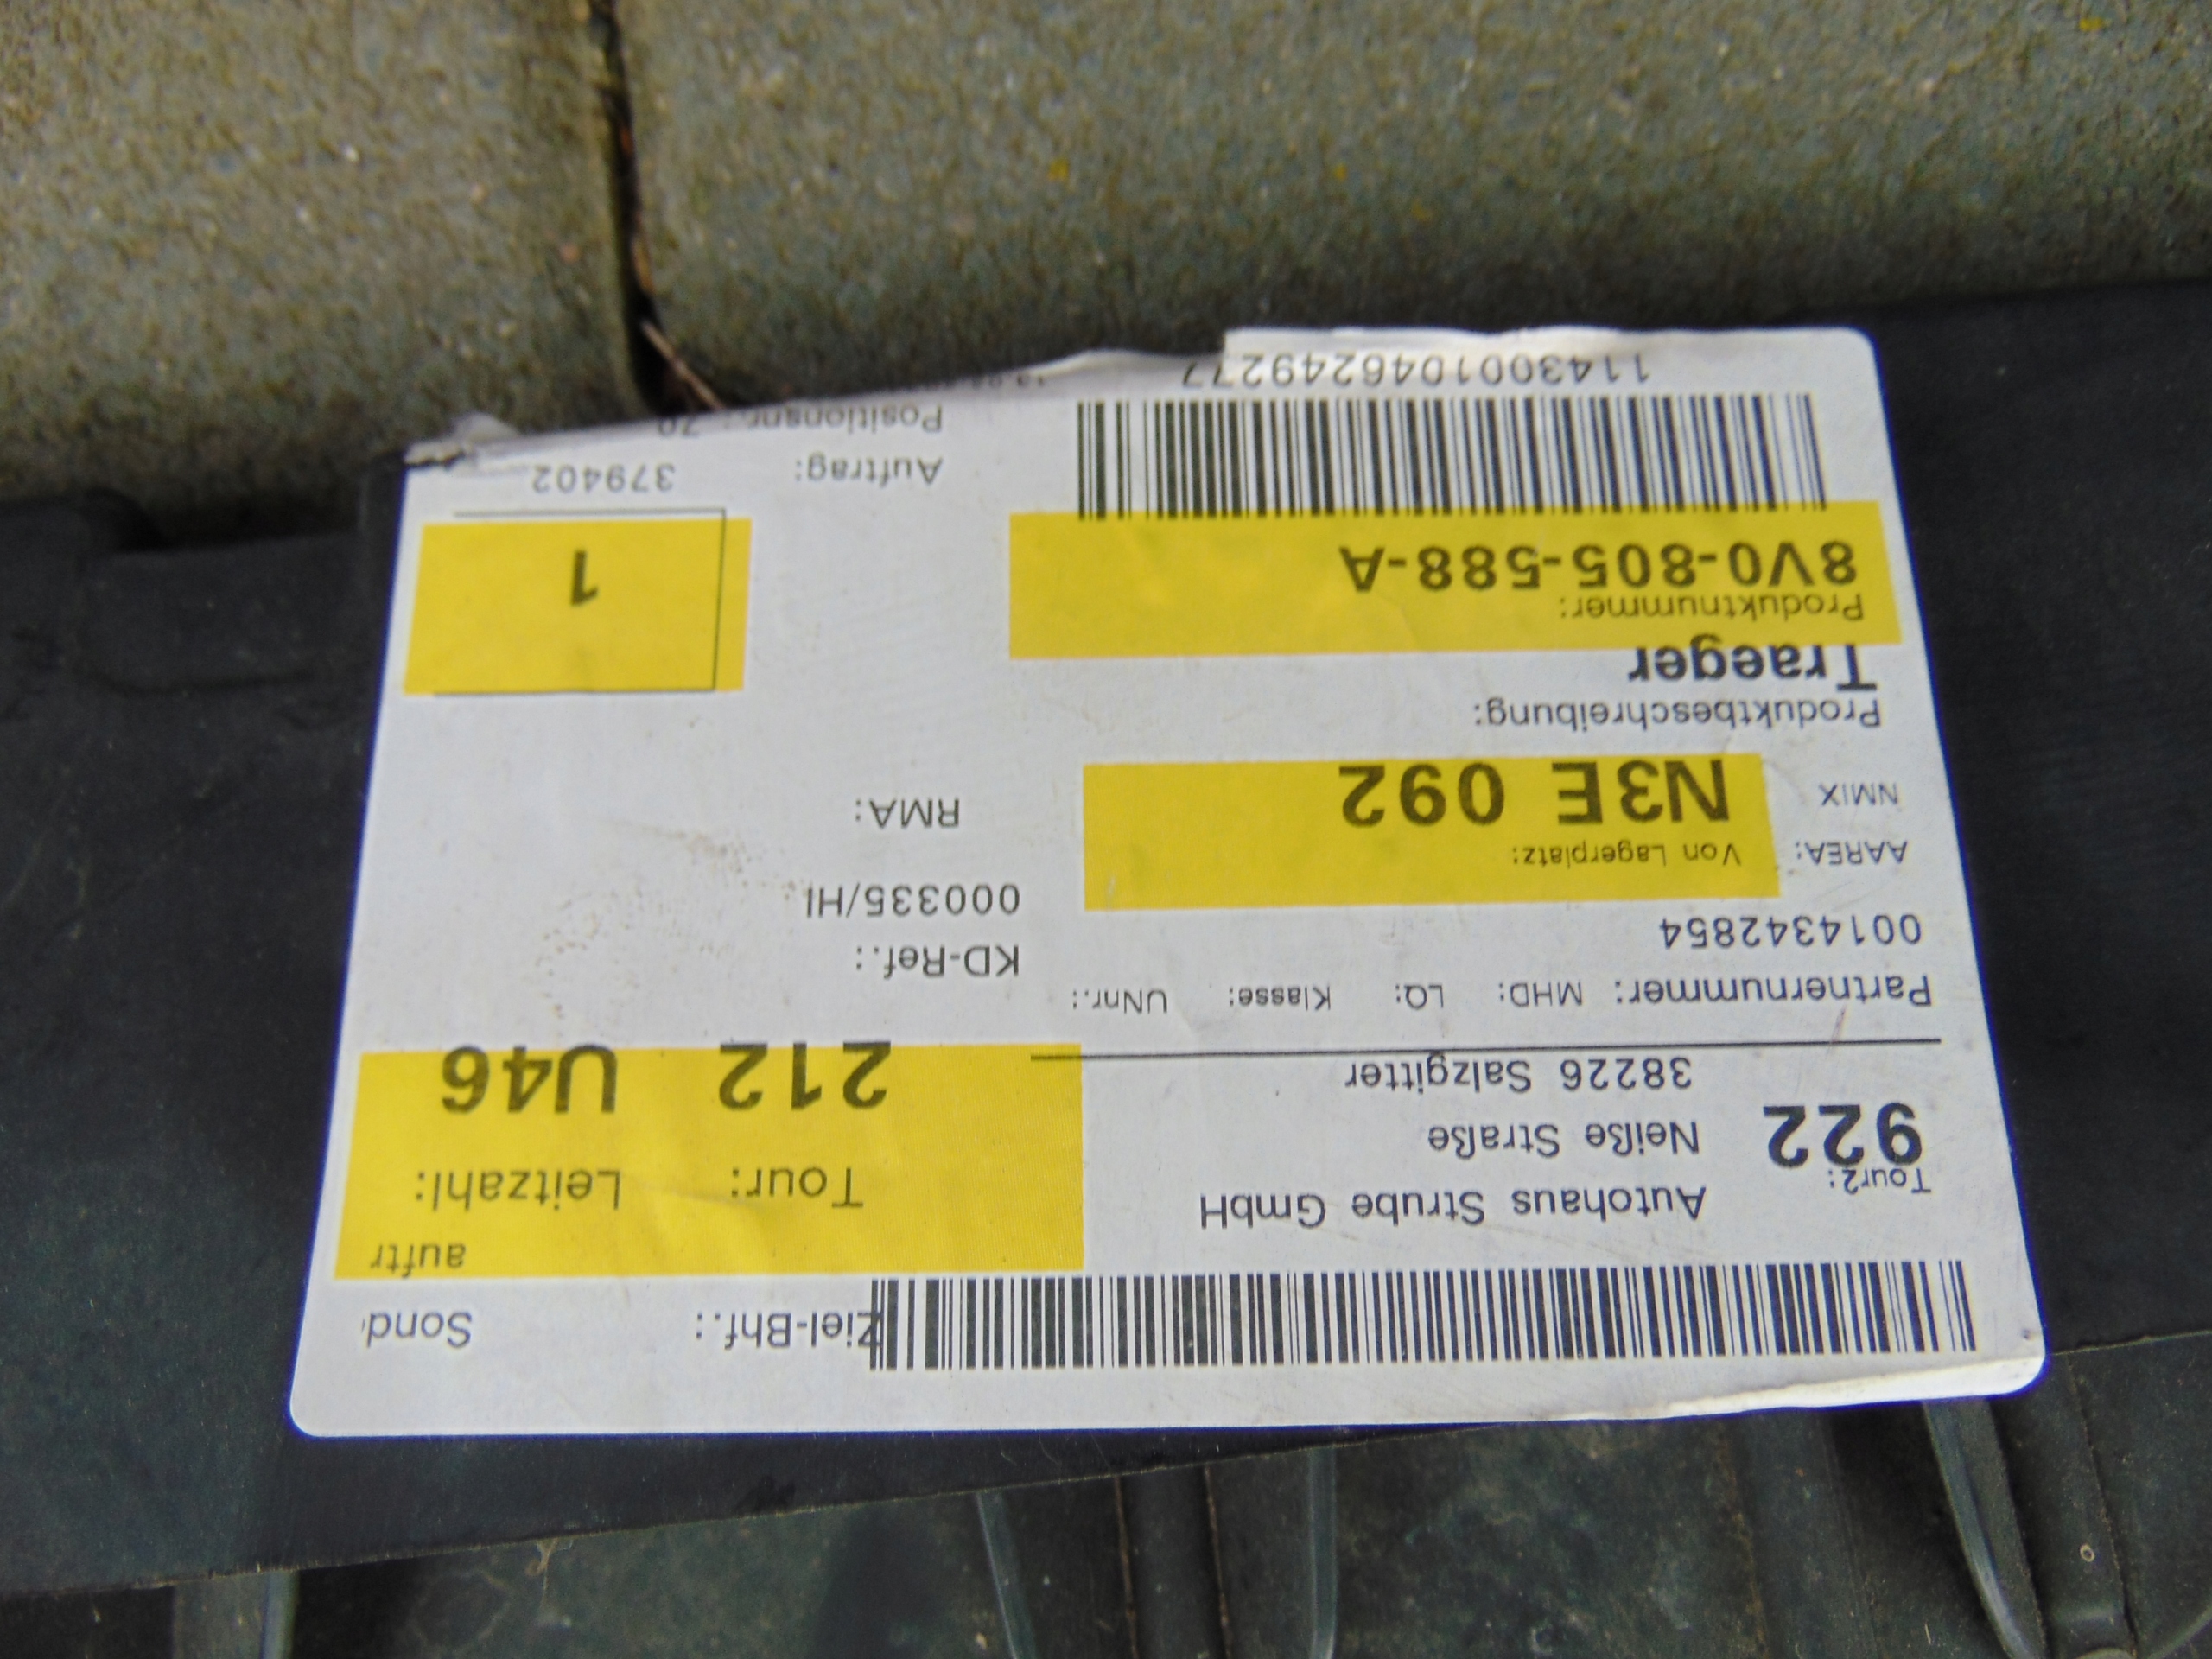 Ziel-Bhf.: Sond
auftr
Tour2: Autohaus Strube GmbH Tour: Leitzahl:
922 Neiße Straße 212 U46
38226 Salzgitter
Partnernummer: MHD: LQ: Klasse: UNnr.: KD-Ref.:
0014342854 000335/HI
AAREA: Von Lagerplatz: RMA:
NMIX N3E 092
Produktbeschreibung:
Traeger
Produktnummer:
8V0-805-588-A 1
Auftrag: 379402
Positionsnr.: 70
1143001046249277